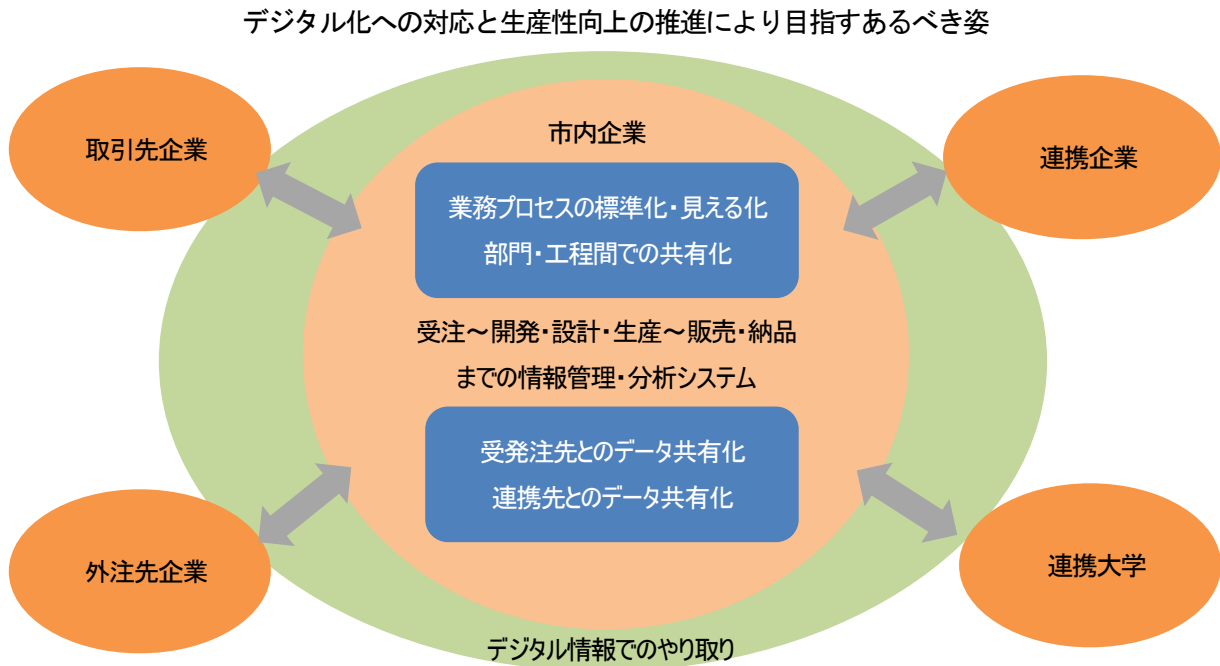 デジタル化への対応と生産性向上の推進により目指すあるべき姿
取引先企業
市内企業
連携企業
業務プロセスの標準化・見える化
部門・工程間での共有化
受注～開発・設計・生産～販売・納品
までの情報管理・分析システム
受発注先とのデータ共有化
連携先とのデータ共有化
外注先企業
連携大学
デジタル情報でのやり取り